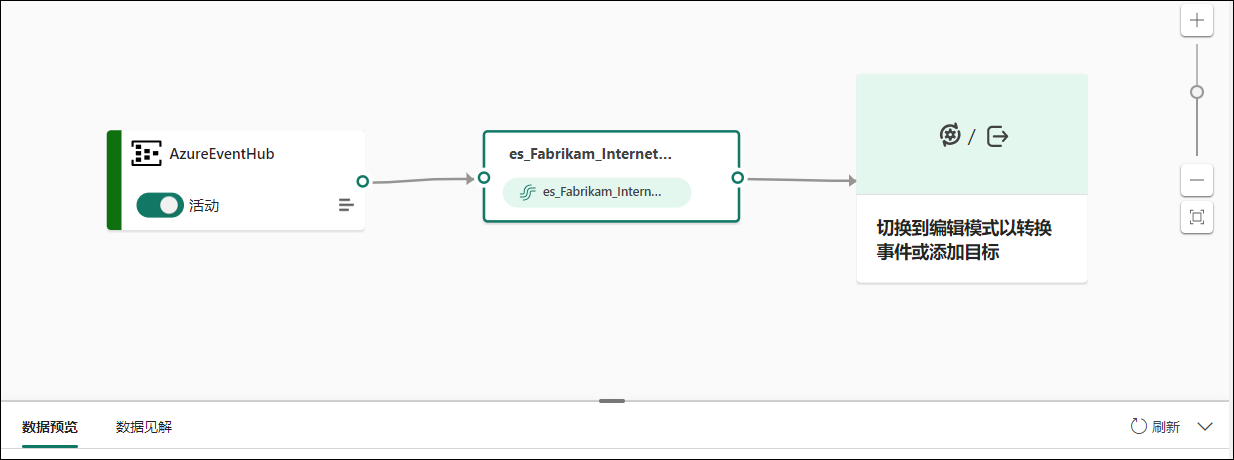 AzureEventHub
活动
es_Fabrikam_Internet...
es_Fabrikam_Intern...
/
切换到编辑模式以转换
事件或添加目标
数据预览
数据见解
刷新